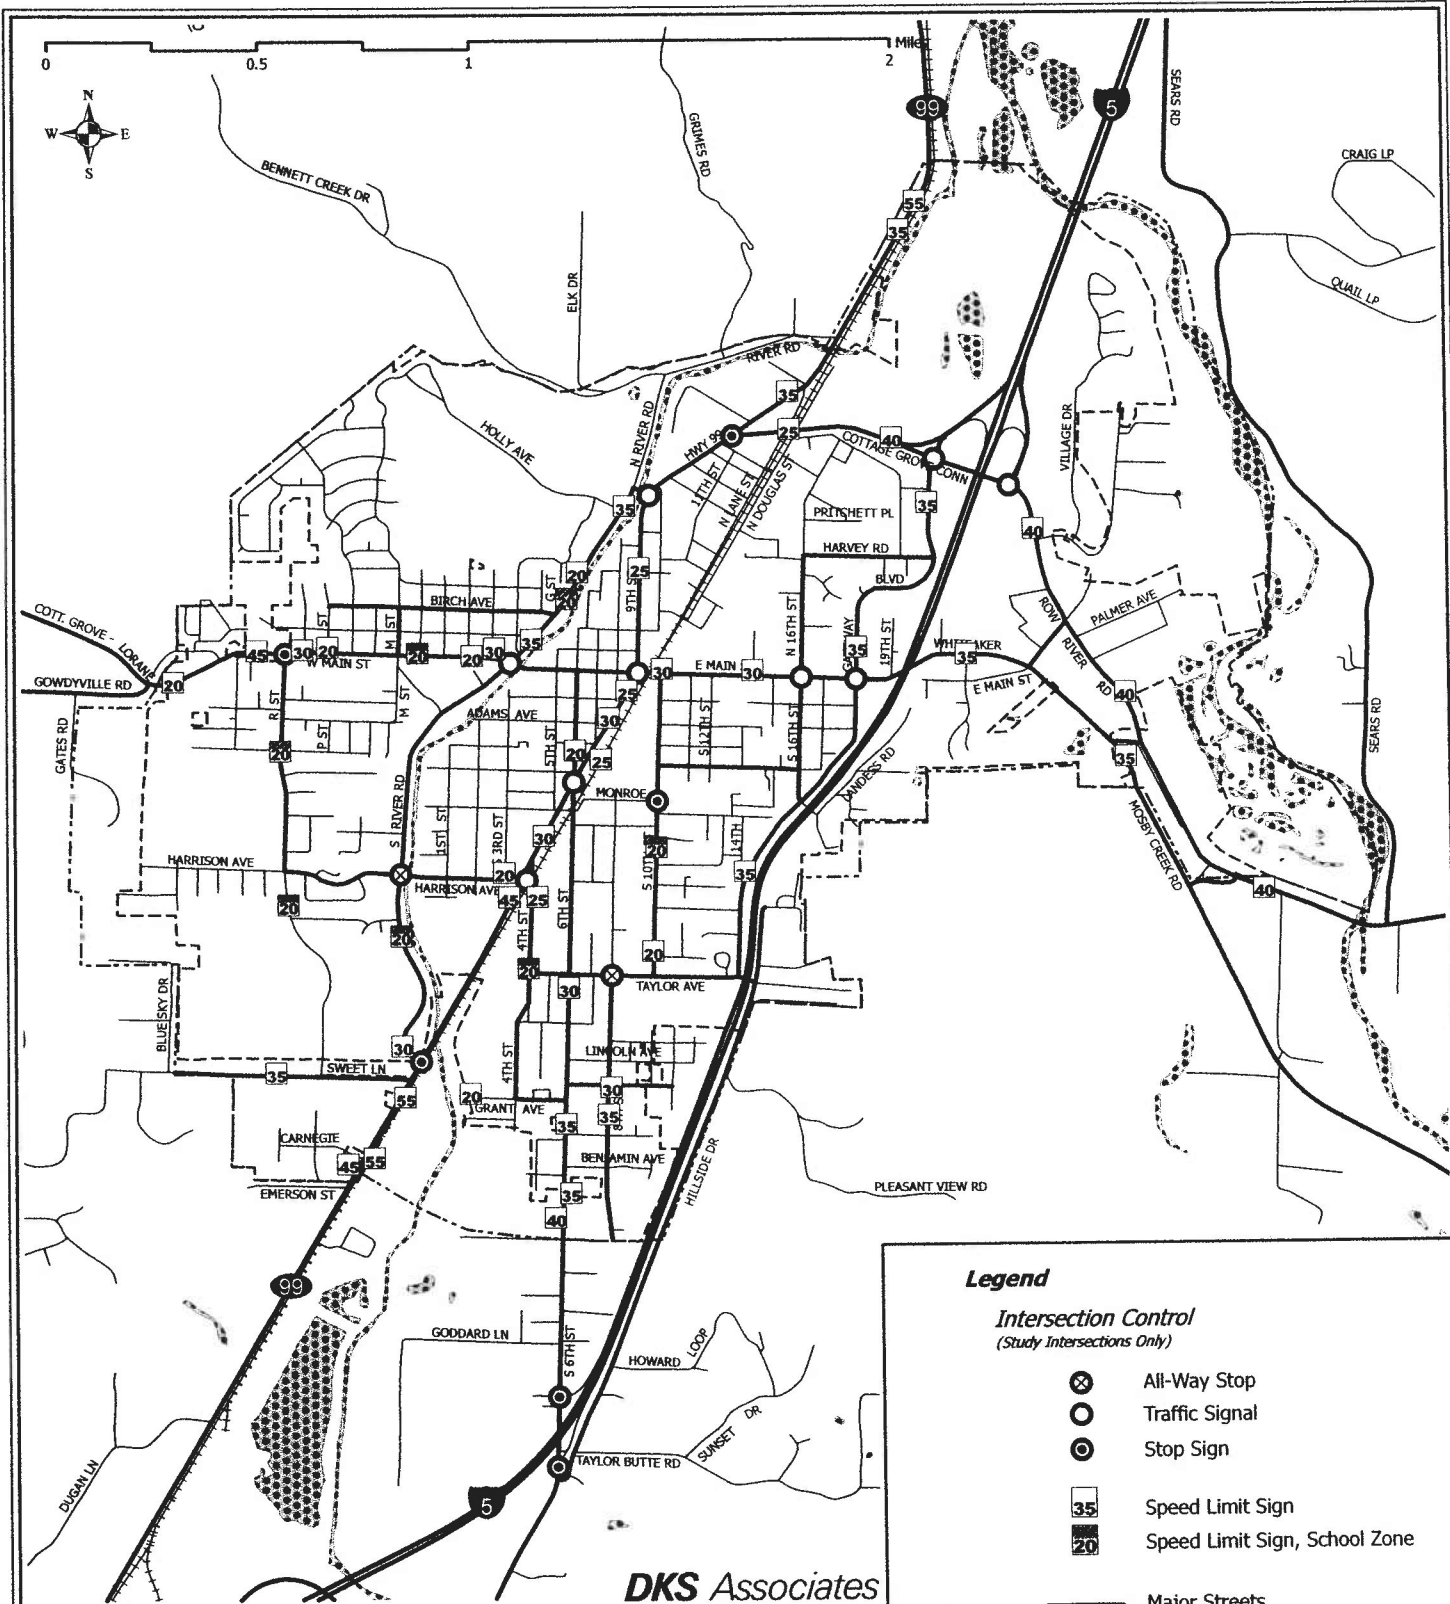 Miles
0
0.5
1
2
N
W
E
S
99
5
SEARS RD
GRIMES RD
CRAIG LP
BENNETT CREEK DR
55
35
ELK DR
QUAIL LP
RIVER RD
35
N RIVER RD
HOLLY AVE
HWY 99
25
COTTAGE GROVE CONN
40
VILLAGE DR
11TH ST
N LANE ST
N DOUGLAS ST
35
35
PRITCHETT PL
40
HARVEY RD
25
9TH ST
20
20
G ST
BLVD
BIRCH AVE
ROW RIVER RD
PALMER AVE
COTT. GROVE - LORANE
ST
M ST
N 16TH ST
19TH ST
35
45
30
20
W MAIN ST
20
20
30
35
WHITEAKER
35
E MAIN
30
30
GOWDYVILLE RD
20
E MAIN ST
25
40
R ST
P ST
M ST
ADAMS AVE
30
S 12TH ST
S 16TH ST
SEARS RD
GATES RD
20
5TH ST
20
25
35
LANDESS RD
MONROE
S RIVER RD
1ST ST
S 3RD ST
30
14TH
20
MOSBY CREEK RD
HARRISON AVE
HARRISON AVE
20
S 10TH
35
40
45
25
20
4TH ST
6TH ST
20
20
20
BLUE SKY DR
30
TAYLOR AVE
30
LINCOLN AVE
4TH ST
SWEET LN
35
55
20
GRANT AVE
30
35
35
CARNEGIE
BENJAMIN AVE
45
55
EMERSON ST
35
HILLSIDE DR
PLEASANT VIEW RD
40
99
GODDARD LN
S 6TH ST
HOWARD LOOP
SUNSET DR
TAYLOR BUTTE RD
DUGAN LN
5
DKS Associates
Legend
Intersection Control
(Study Intersections Only)
All-Way Stop
Traffic Signal
Stop Sign
35 Speed Limit Sign
20 Speed Limit Sign, School Zone
Major Streets